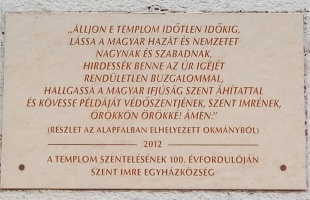 „ÁLLJON E TEMPLOM IDŐTLEN IDŐKIG,
LÁSSA A MAGYAR HAZÁT ÉS NEMZETET
NAGYNAK ÉS SZABADNAK,
HIRDESSÉK BENNE AZ ÚR IGÉJÉT
RENDÜLETLEN BUZGALOMMAL,
HALLGASSA A MAGYAR IFJÚSÁG SZENT ÁHÍTATTAL
ÉS KÖVESSE PÉLDÁJÁT VÉDŐSZENTJÉNEK, SZENT IMRÉNEK,
ÖRÖKKÖN ÖRÖKKÉ! ÁMEN.”
(RÉSZLET AZ ALAPFALBAN ELHELYEZETT OKMÁNYBÓL)
2012
A TEMPLOM SZENTELÉSÉNEK 100. ÉVFORDULÓJÁN
SZENT IMRE EGYHÁZKÖZSÉG